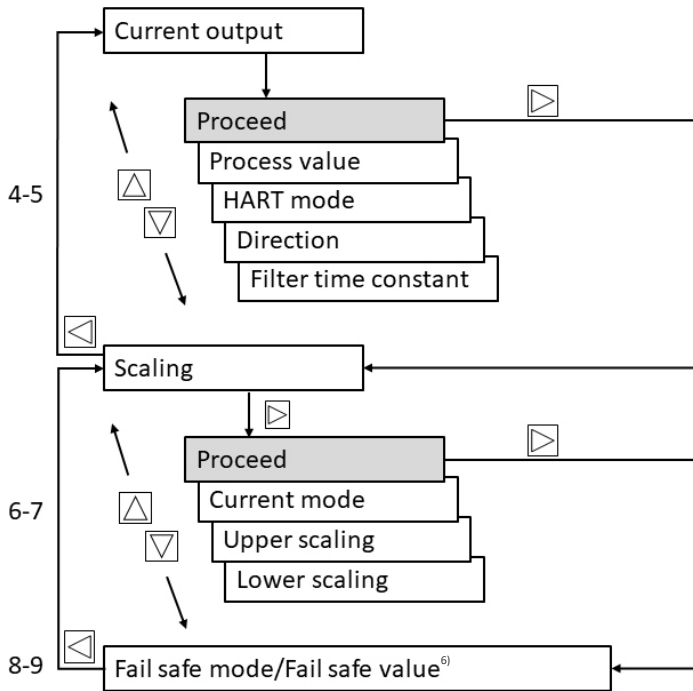 Current output
Proceed
Process value
HART mode
4-5
Direction
Filter time constant
Scaling
Proceed
Current mode
6-7
Upper scaling
Lower scaling
8-9
Fail safe mode/Fail safe value⁶⁾